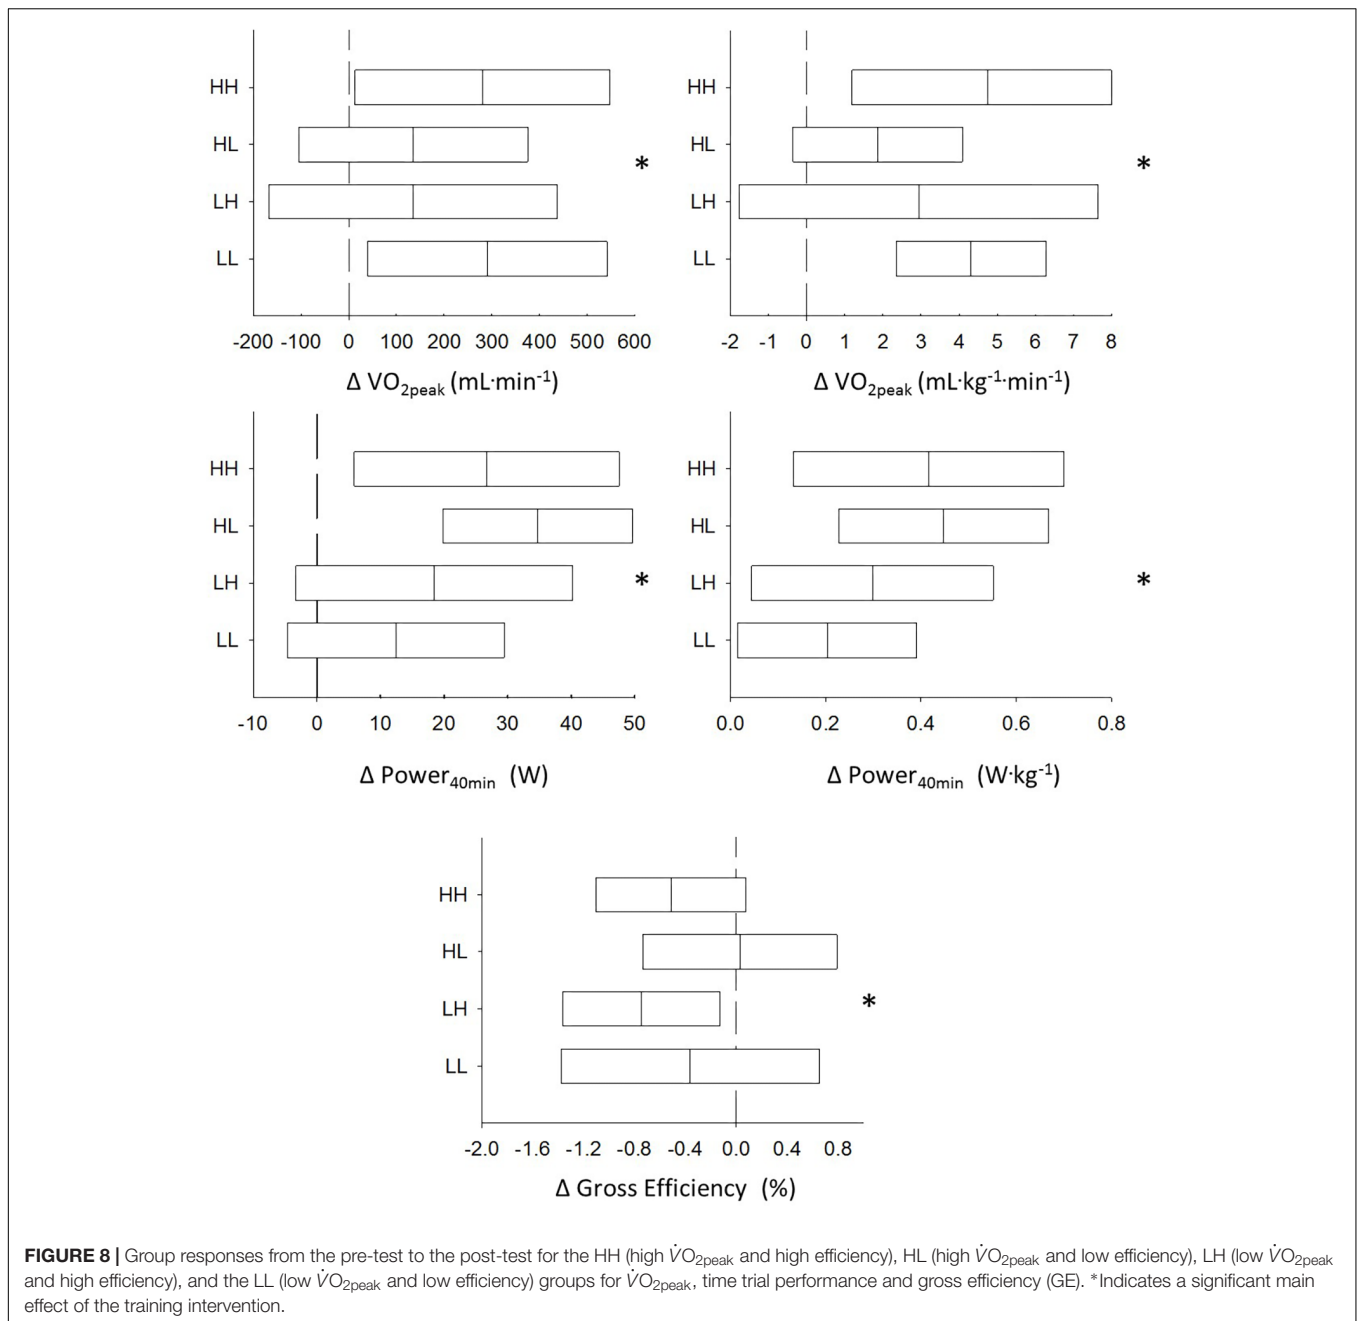 HH
HL
*
LH
LL
-200 -100 0 100 200 300 400 500 600
Δ VO2peak (mL·min-1)
HH
HL
*
LH
LL
-2 -1 0 1 2 3 4 5 6 7 8
Δ VO2peak (mL·kg-1·min-1)
HH
HL
LH
*
LL
-10 0 10 20 30 40 50
Δ Power40min (W)
HH
HL
LH
*
LL
0.0 0.2 0.4 0.6 0.8
Δ Power40min (W·kg-1)
HH
HL
LH
*
LL
-2.0 -1.6 -1.2 -0.8 -0.4 0.0 0.4 0.8
Δ Gross Efficiency (%)
FIGURE 8 | Group responses from the pre-test to the post-test for the HH (high V̇O2peak and high efficiency), HL (high V̇O2peak and low efficiency), LH (low V̇O2peak
and high efficiency), and the LL (low V̇O2peak and low efficiency) groups for V̇O2peak, time trial performance and gross efficiency (GE). *Indicates a significant main
effect of the training intervention.